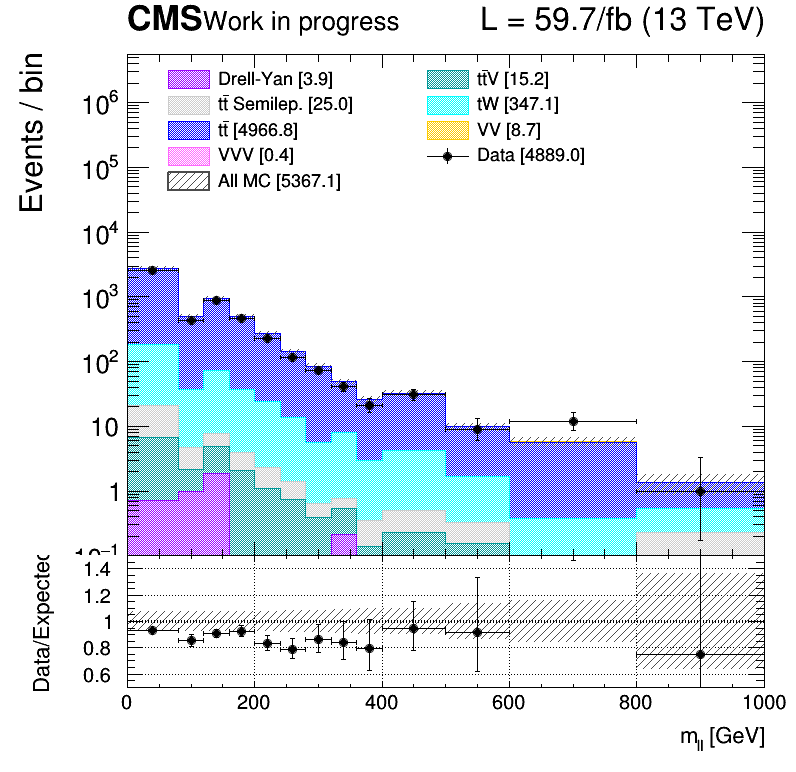 CMS Work in progress L = 59.7/fb (13 TeV)
Events / bin
Drell-Yan [3.9] tt̄V [15.2]
tt̄ Semilep. [25.0] tW [347.1]
tt̄ [4966.8] VV [8.7]
VVV [0.4] Data [4889.0]
All MC [5367.1]
10⁶
10⁵
10⁴
10³
10²
10
1
10⁻¹
Data/Expected
1.4
1.2
1
0.8
0.6
0 200 400 600 800 1000
m_ll [GeV]